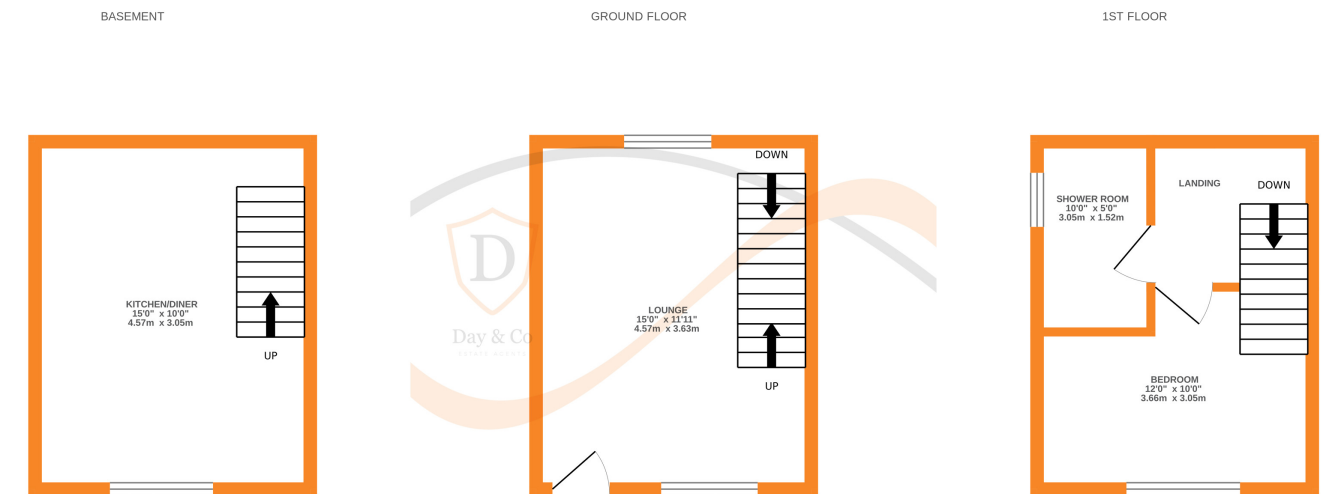 BASEMENT
GROUND FLOOR
1ST FLOOR
KITCHEN/DINER
15'0" x 10'0"
4.57m x 3.05m
UP
DOWN
LOUNGE
15'0" x 11'11"
4.57m x 3.63m
UP
D
Day & Co
ESTATE AGENTS
SHOWER ROOM
10'0" x 5'0"
3.05m x 1.52m
LANDING
DOWN
BEDROOM
12'0" x 10'0"
3.66m x 3.05m